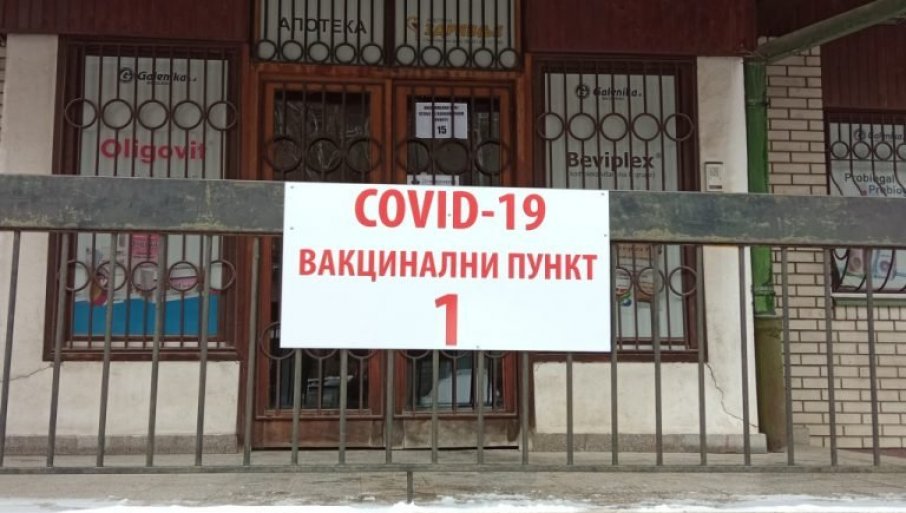 АПОТЕКА
Galenika
Galenika
Galenika
Oligovit
Beviplex®
15
COVID-19
ВАКЦИНАЛНИ ПУНКТ
1